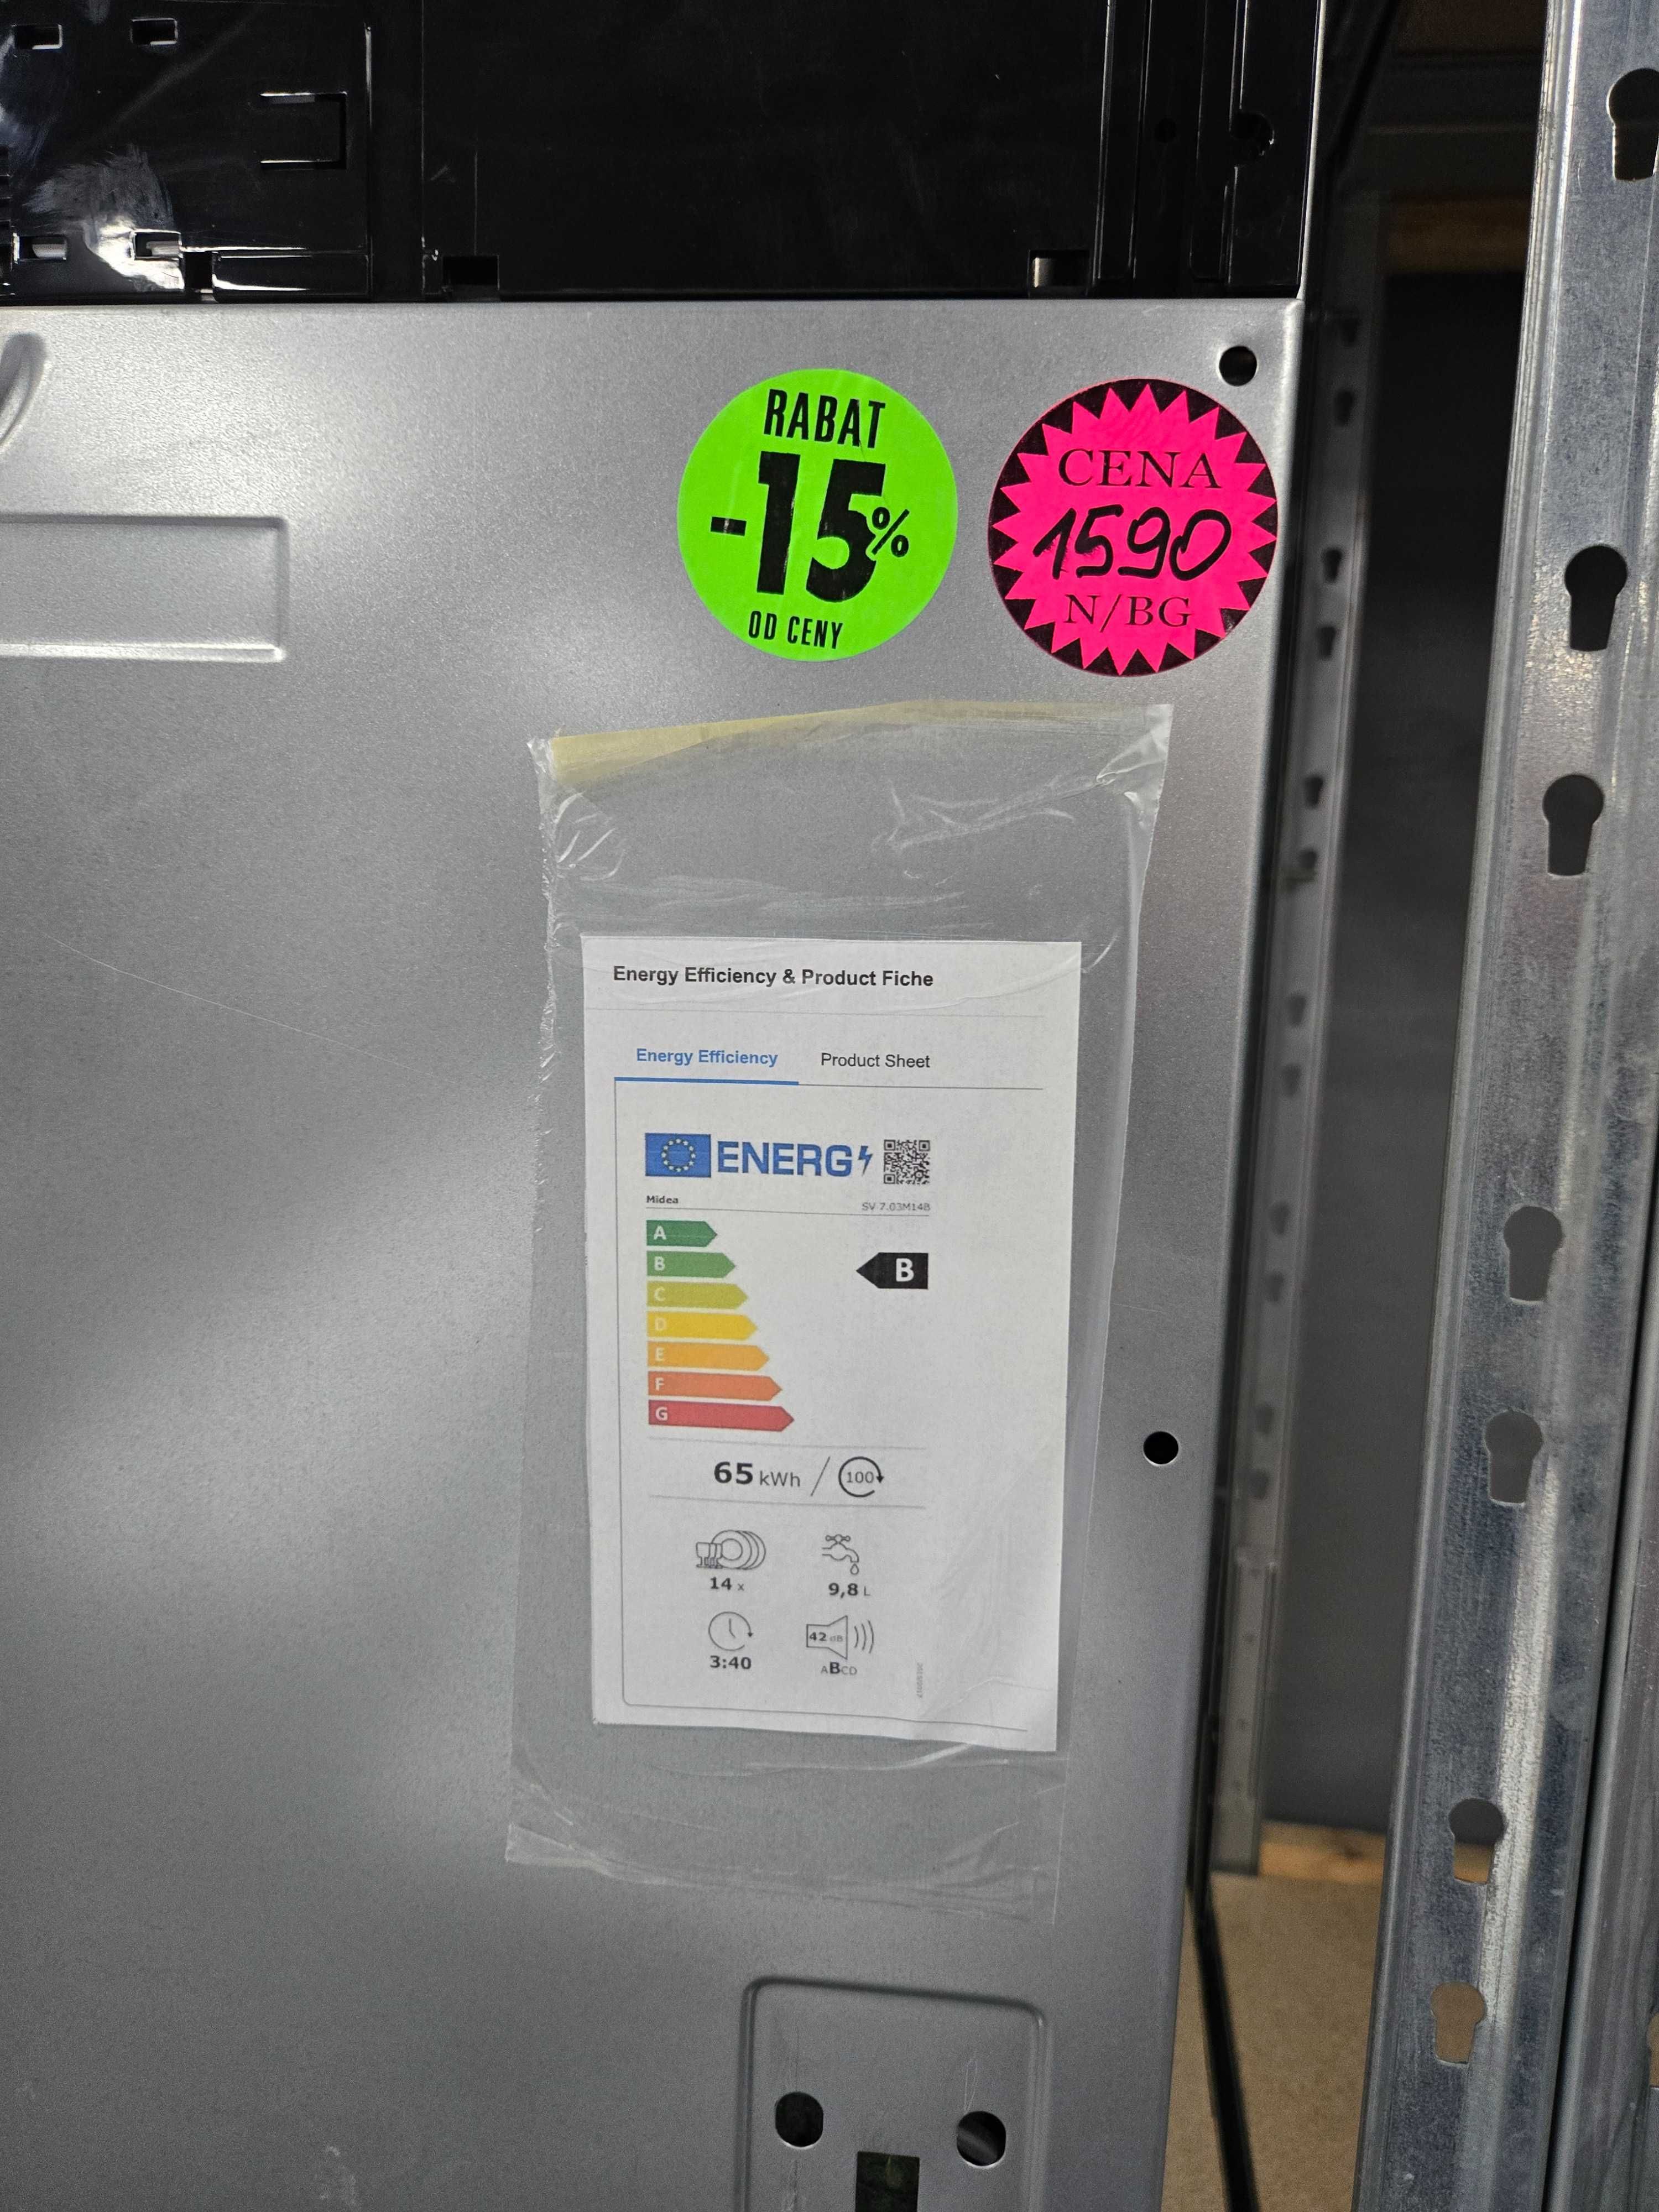 RABAT
-15%
OD CENY
CENA
1590
N/BG
Energy Efficiency & Product Fiche
Energy Efficiency Product Sheet
ENERG
Midea SV 7.03M14B
A
B B
C
D
E
F
G
65 kWh / 100
14 x 9,8 L
3:40 42 dB
ABCD